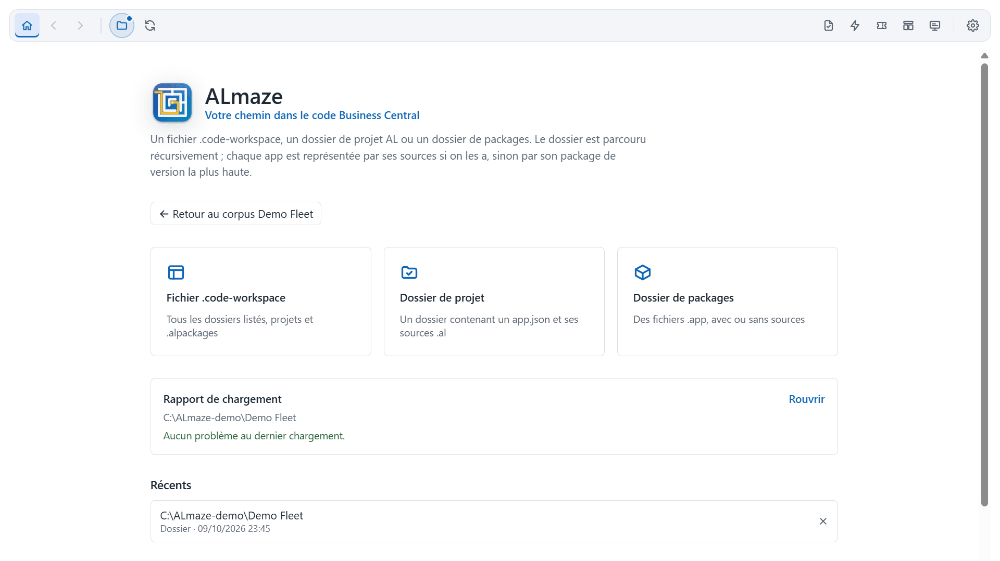 ALmaze
Votre chemin dans le code Business Central
Un fichier .code-workspace, un dossier de projet AL ou un dossier de packages. Le dossier est parcouru
récursivement ; chaque app est représentée par ses sources si on les a, sinon par son package de
version la plus haute.
← Retour au corpus Demo Fleet
Fichier .code-workspace
Tous les dossiers listés, projets et
.alpackages
Dossier de projet
Un dossier contenant un app.json et ses
sources .al
Dossier de packages
Des fichiers .app, avec ou sans sources
Rapport de chargement
Rouvrir
C:\ALmaze-demo\Demo Fleet
Aucun problème au dernier chargement.
Récents
C:\ALmaze-demo\Demo Fleet
Dossier · 09/10/2026 23:45